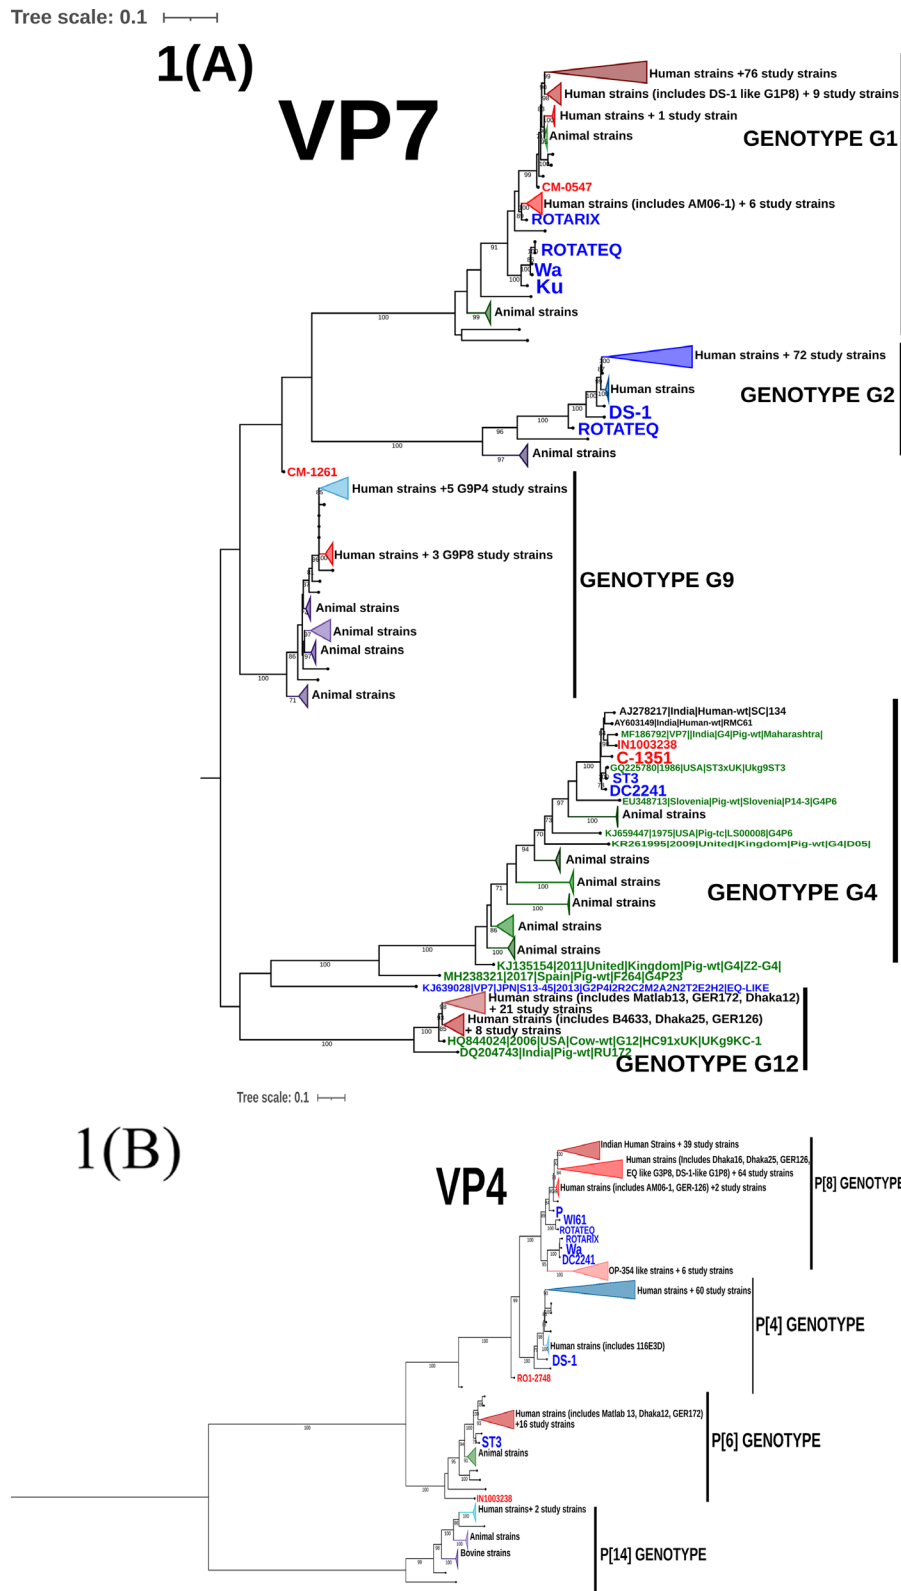 Tree scale: 0.1
1(A)
VP7
Human strains +76 study strains
Human strains (includes DS-1 like G1P8) + 9 study strains
Human strains + 1 study strain
Animal strains
GENOTYPE G1
CM-0547
Human strains (includes AM06-1) + 6 study strains
ROTARIX
ROTATEQ
Wa
Ku
Animal strains
Human strains + 72 study strains
Human strains
GENOTYPE G2
DS-1
ROTATEQ
Animal strains
CM-1261
Human strains +5 G9P4 study strains
Human strains + 3 G9P8 study strains
GENOTYPE G9
Animal strains
Animal strains
Animal strains
Animal strains
AJ278217|India|Human-wt|SC|134
AY603149|India|Human-wt|RMC61
MF186792|VP7||India|G4|Pig-wt|Maharashtra|
IN1003238
C-1351
GQ225780|1986|USA|ST3xUK|Ukg9ST3
ST3
DC2241
EU348713|Slovenia|Pig-wt|Slovenia|P14-3|G4P6
Animal strains
KJ659447|1975|USA|Pig-tc|LS00008|G4P6
KR261995|2009|United|Kingdom|Pig-wt|G4|D05|
Animal strains
Animal strains
GENOTYPE G4
Animal strains
Animal strains
Animal strains
KJ135154|2011|United|Kingdom|Pig-wt|G4|Z2-G4|
MH238321|2017|Spain|Pig-wt|F264|G4P23
KJ639028|VP7|JPN|S13-45|2013|G2P4I2R2C2M2A2N2T2E2H2|EQ-LIKE
Human strains (includes Matlab13, GER172, Dhaka12)
+ 21 study strains
Human strains (includes B4633, Dhaka25, GER126)
+ 8 study strains
HQ844024|2006|USA|Cow-wt|G12|HC91xUK|UKg9KC-1
DQ204743|India|Pig-wt|RU172
GENOTYPE G12
Tree scale: 0.1
1(B)
VP4
Indian Human Strains + 39 study strains
Human strains (Includes Dhaka16, Dhaka25, GER126,
EQ like G3P8, DS-1-like G1P8) + 64 study strains
Human strains (includes AM06-1, GER-126) +2 study strains
P[8] GENOTYPE
P
WI61
ROTATEQ
ROTARIX
Wa
DC2241
OP-354 like strains + 6 study strains
Human strains + 60 study strains
P[4] GENOTYPE
Human strains (includes 116E3D)
DS-1
RO1-2748
Human strains (includes Matlab 13, Dhaka12, GER172)
+16 study strains
P[6] GENOTYPE
ST3
Animal strains
IN1003238
Human strains+ 2 study strains
Animal strains
Bovine strains
P[14] GENOTYPE